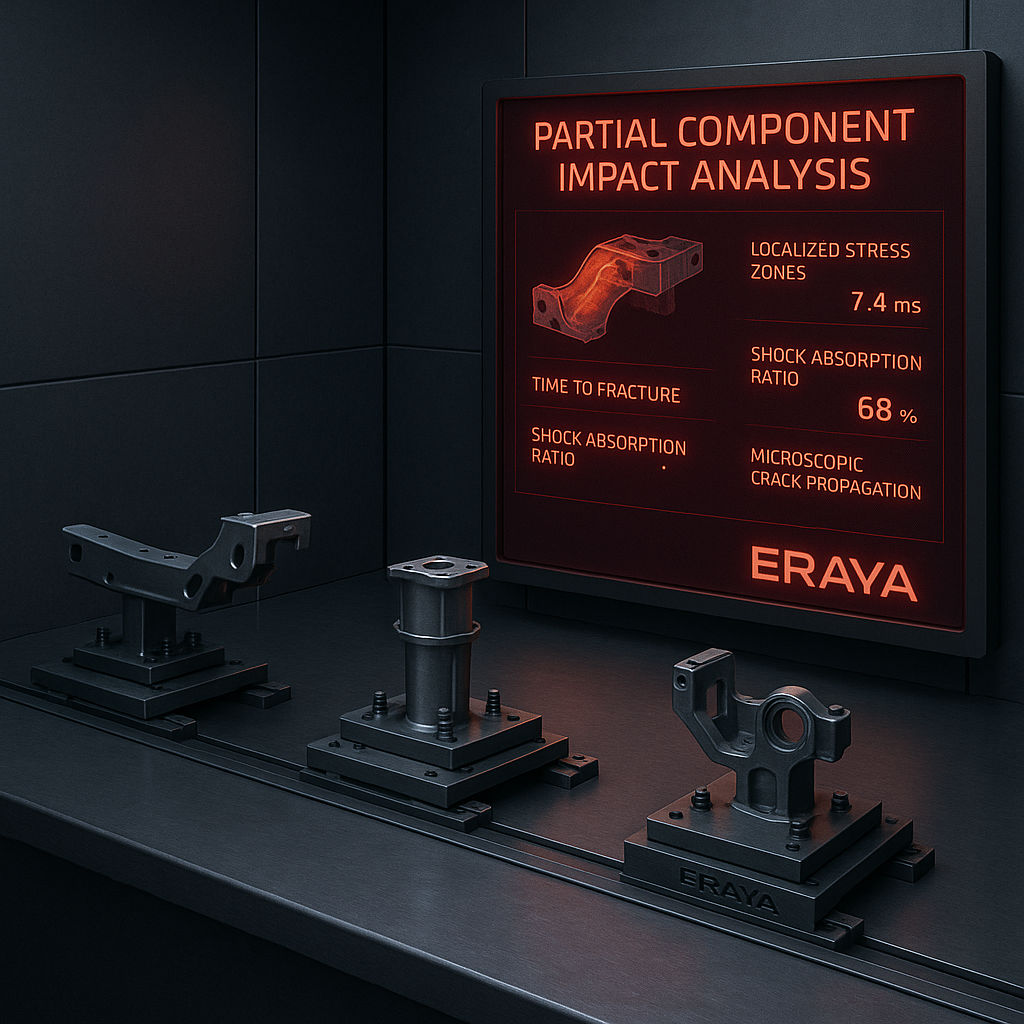 PARTIAL COMPONENT
IMPACT ANALYSIS
LOCALIZED STRESS
ZONES
7.4 ms
TIME TO FRACTURE
SHOCK ABSORPTION
RATIO
SHOCK ABSORPTION
RATIO
68 %
MICROSCOPIC
CRACK PROPAGATION
ERAYA
ERAYA